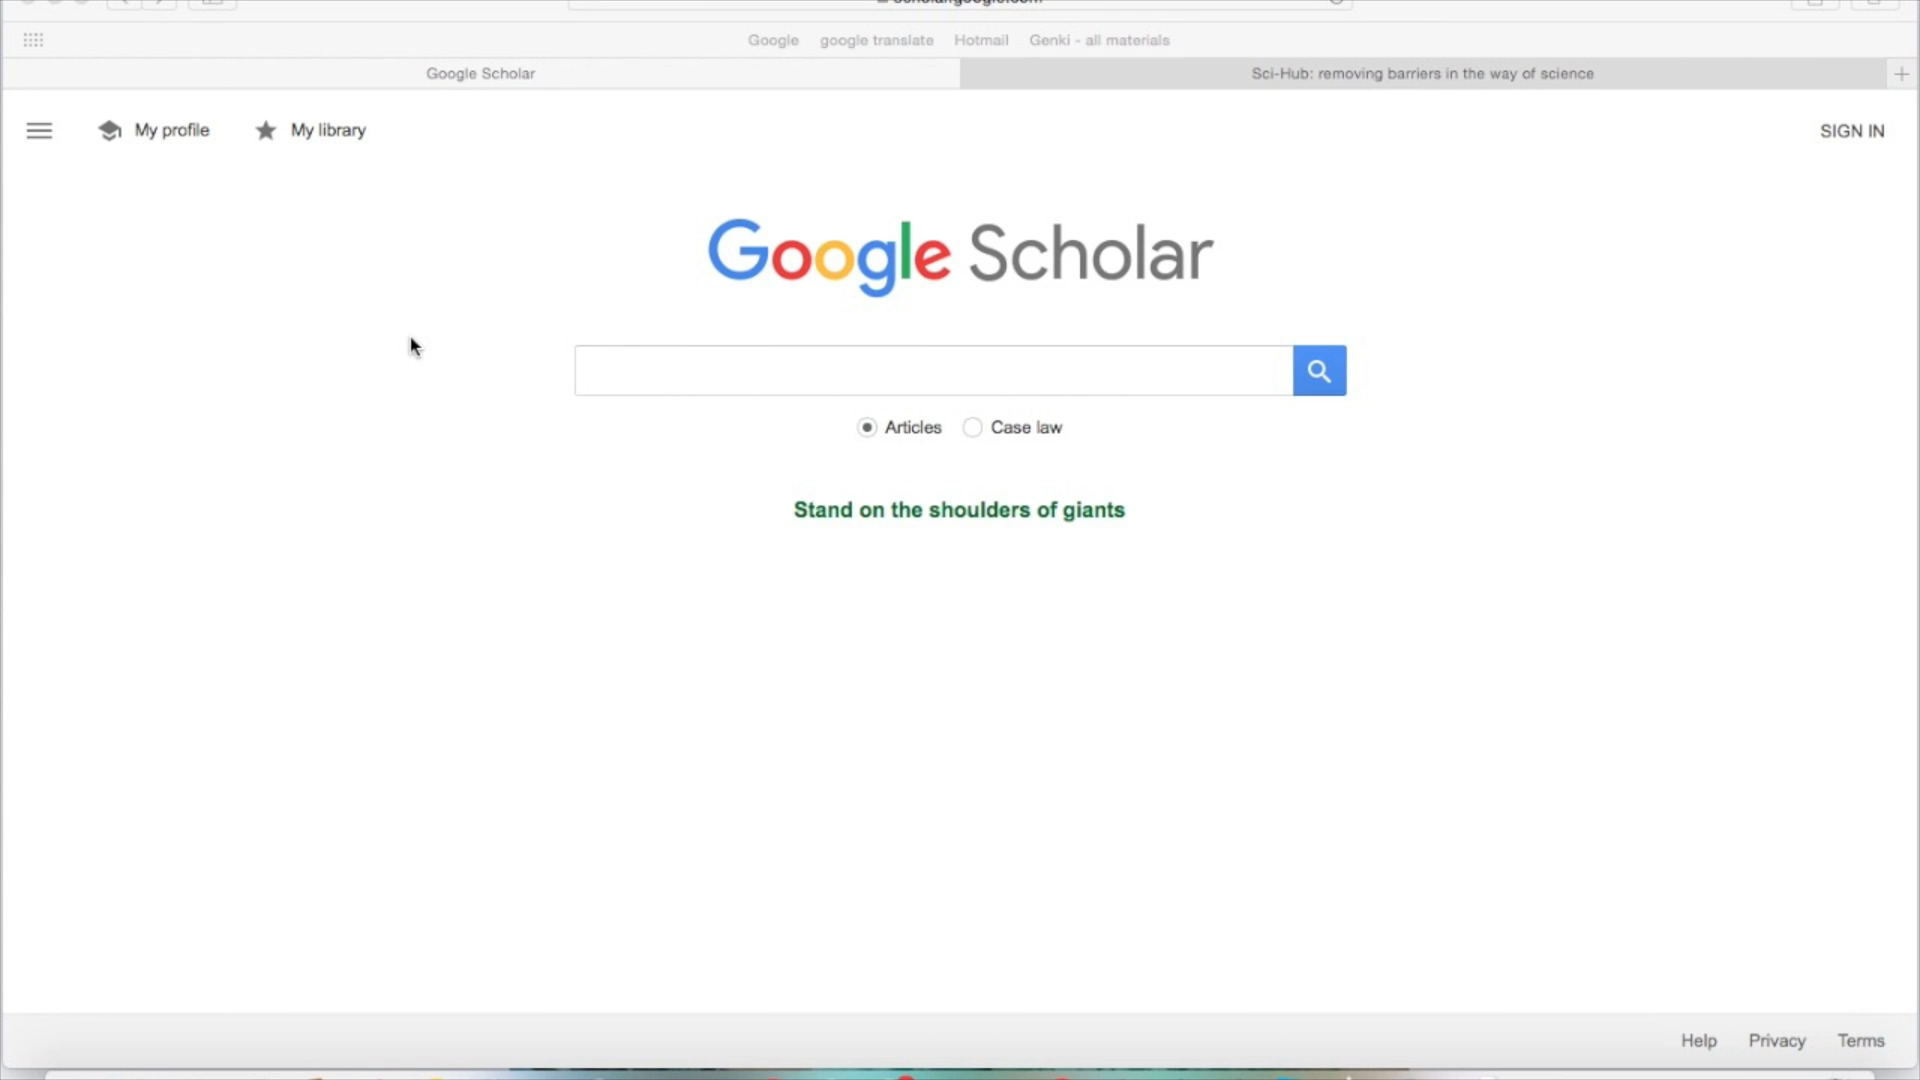 Google google translate Hotmail Genki - all materials
Google Scholar Sci-Hub: removing barriers in the way of science
My profile My library SIGN IN
Google Scholar
Articles Case law
Stand on the shoulders of giants
Help Privacy Terms